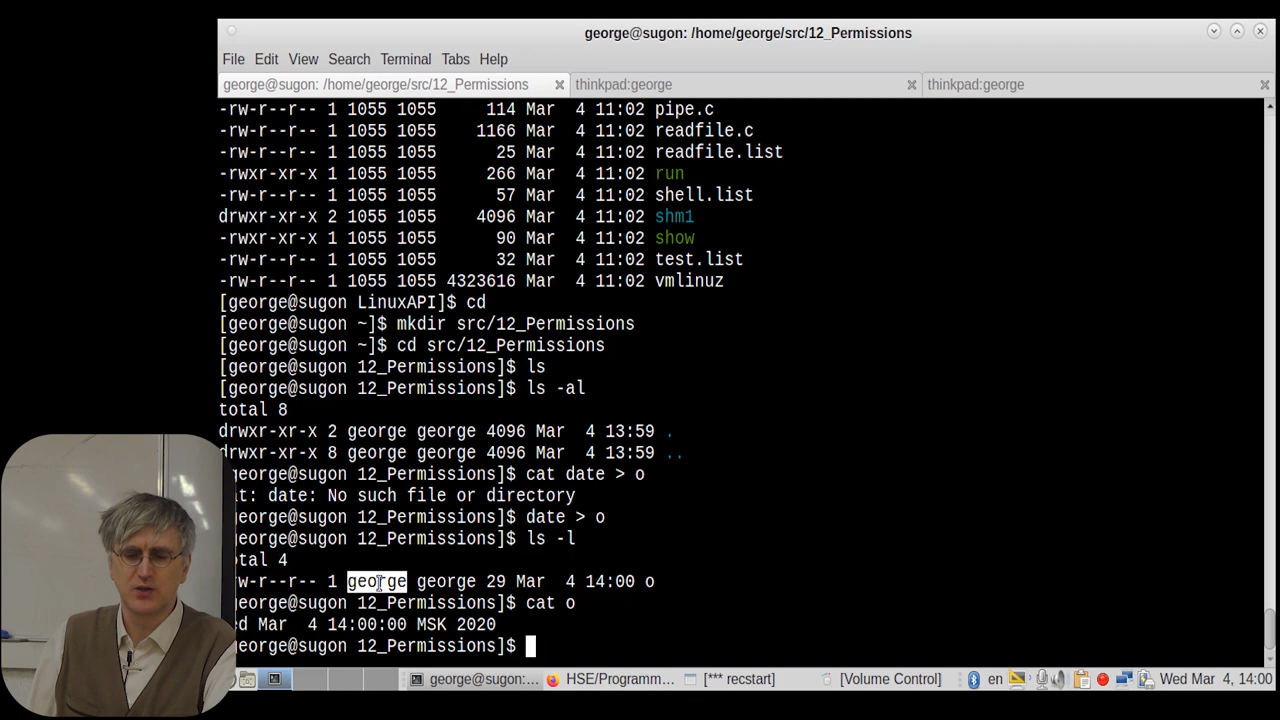 george@sugon: /home/george/src/12_Permissions
File Edit View Search Terminal Tabs Help
george@sugon: /home/george/src/12_Permissions thinkpad:george thinkpad:george
-rw-r--r-- 1 1055 1055 114 Mar 4 11:02 pipe.c
-rw-r--r-- 1 1055 1055 1166 Mar 4 11:02 readfile.c
-rw-r--r-- 1 1055 1055 25 Mar 4 11:02 readfile.list
-rwxr-xr-x 1 1055 1055 266 Mar 4 11:02 run
-rw-r--r-- 1 1055 1055 57 Mar 4 11:02 shell.list
drwxr-xr-x 2 1055 1055 4096 Mar 4 11:02 shm1
-rwxr-xr-x 1 1055 1055 90 Mar 4 11:02 show
-rw-r--r-- 1 1055 1055 32 Mar 4 11:02 test.list
-rw-r--r-- 1 1055 1055 4323616 Mar 4 11:02 vmlinuz
[george@sugon LinuxAPI]$ cd
[george@sugon ~]$ mkdir src/12_Permissions
[george@sugon ~]$ cd src/12_Permissions
[george@sugon 12_Permissions]$ ls
[george@sugon 12_Permissions]$ ls -al
total 8
drwxr-xr-x 2 george george 4096 Mar 4 13:59 .
drwxr-xr-x 8 george george 4096 Mar 4 13:59 ..
george@sugon 12_Permissions]$ cat date > o
t: date: No such file or directory
george@sugon 12_Permissions]$ date > o
george@sugon 12_Permissions]$ ls -l
otal 4
rw-r--r-- 1 george george 29 Mar 4 14:00 o
george@sugon 12_Permissions]$ cat o
d Mar 4 14:00:00 MSK 2020
george@sugon 12_Permissions]$
george@sugon:... HSE/Programm... [*** recstart] [Volume Control] en Wed Mar 4, 14:00